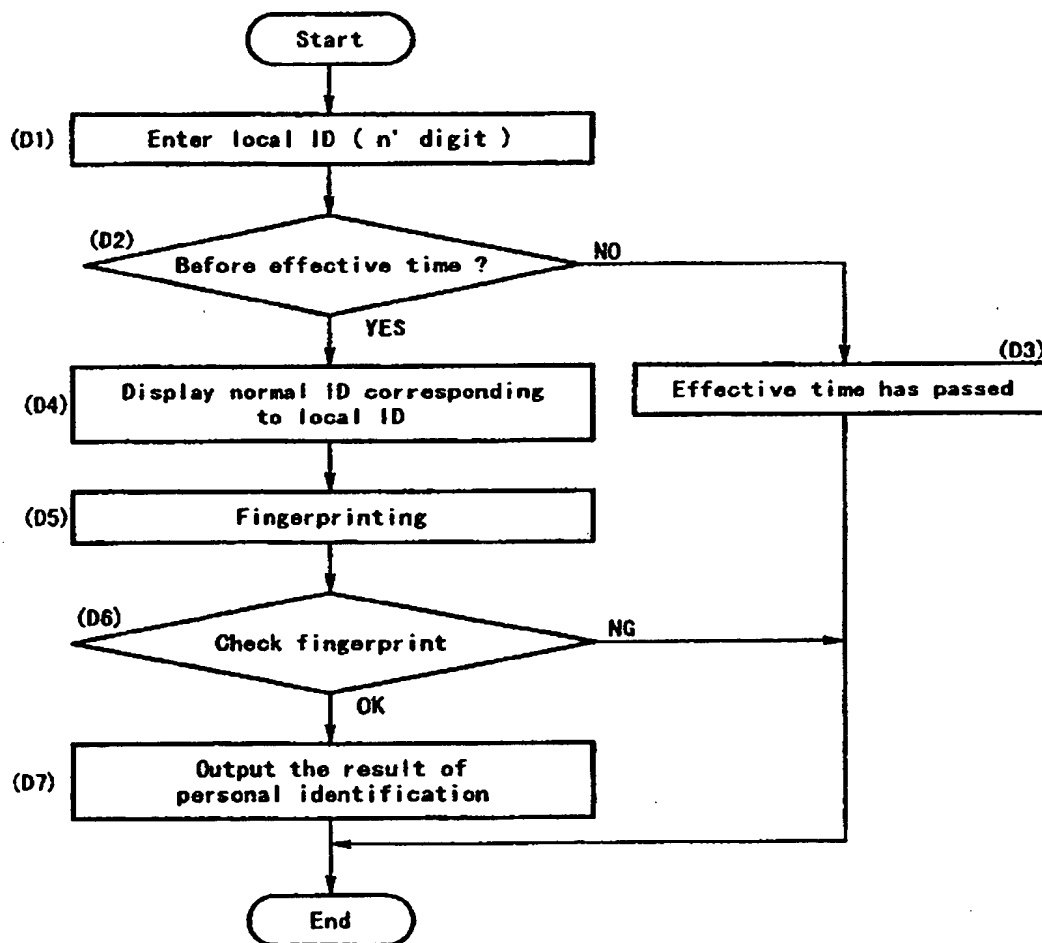 Start
(D1)
Enter local ID ( n' digit )
(D2)
Before effective time ?
NO
YES
(D3)
Effective time has passed
(D4)
Display normal ID corresponding
to local ID
(D5)
Fingerprinting
(D6)
Check fingerprint
NG
OK
(D7)
Output the result of
personal identification
End